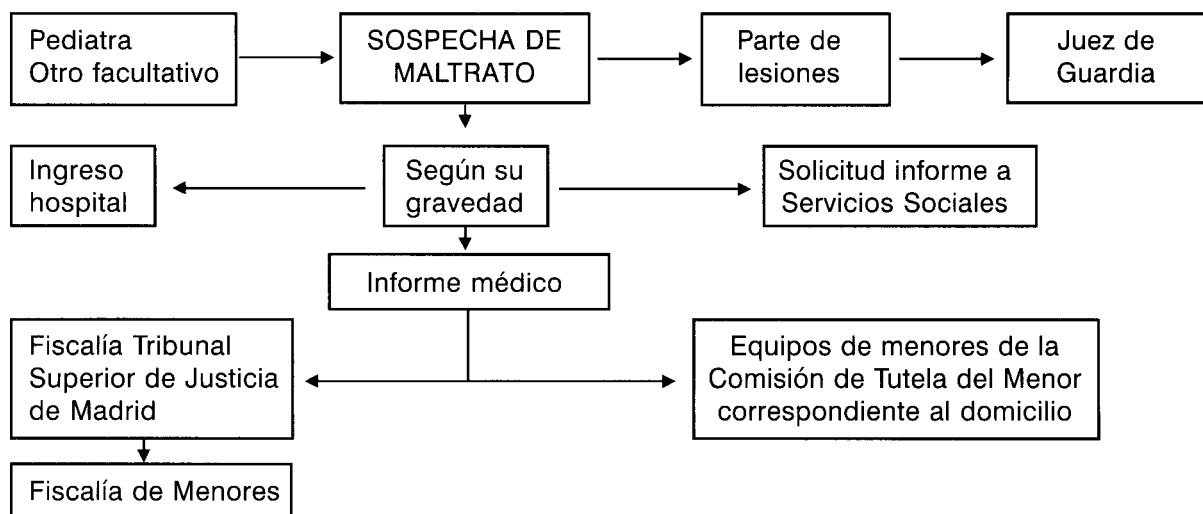 Pediatra
Otro facultativo
SOSPECHA DE
MALTRATO
Parte de
lesiones
Juez de
Guardia
Ingreso
hospital
Según su
gravedad
Solicitud informe a
Servicios Sociales
Informe médico
Fiscalía Tribunal
Superior de Justicia
de Madrid
Equipos de menores de la
Comisión de Tutela del Menor
correspondiente al domicilio
Fiscalía de Menores